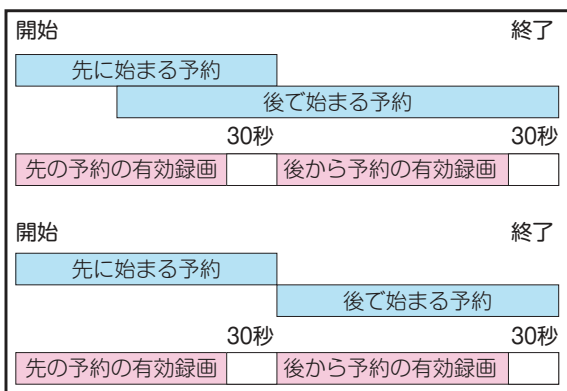 開始 終了
先に始まる予約
後で始まる予約
30秒 30秒
先の予約の有効録画 後から予約の有効録画
開始 終了
先に始まる予約
後で始まる予約
30秒 30秒
先の予約の有効録画 後から予約の有効録画